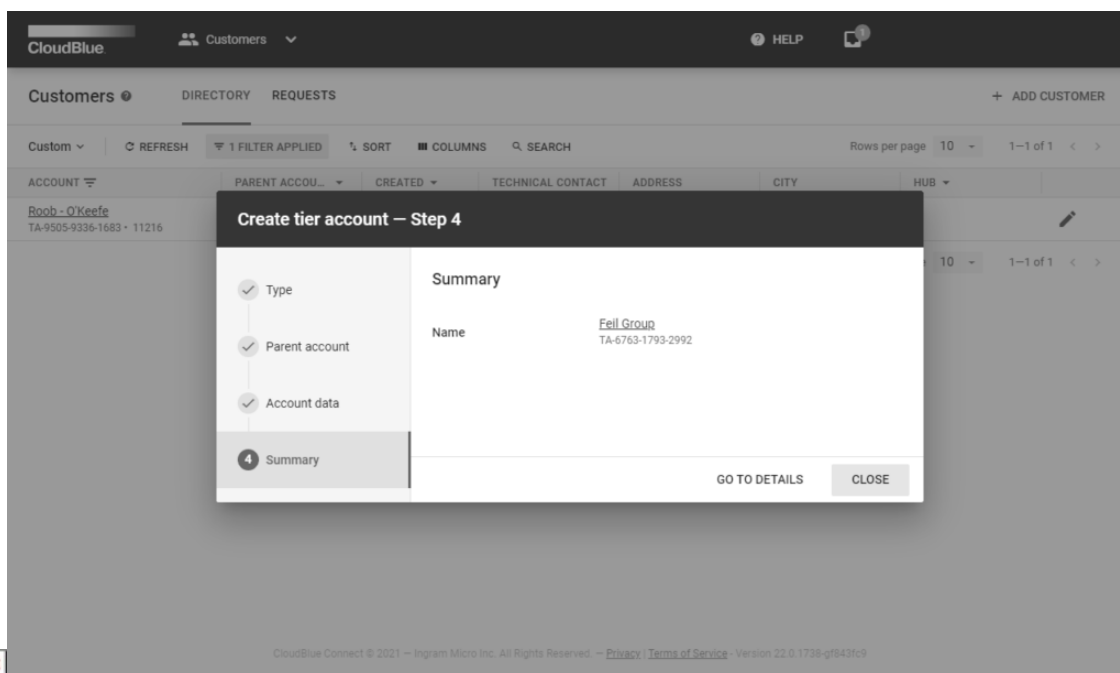 CloudBlue Customers HELP 1
Customers DIRECTORY REQUESTS + ADD CUSTOMER
Custom REFRESH 1 FILTER APPLIED SORT COLUMNS SEARCH Rows per page 10 1–1 of 1
ACCOUNT PARENT ACCOU... CREATED TECHNICAL CONTACT ADDRESS CITY HUB
Roob - O'Keefe
TA-9505-9336-1683 • 11216
10 1–1 of 1
Create tier account — Step 4
Type
Parent account
Account data
4 Summary
Summary
Name Feil Group
TA-6763-1793-2992
GO TO DETAILS CLOSE
CloudBlue Connect © 2021 — Ingram Micro Inc. All Rights Reserved. — Privacy | Terms of Service - Version 22.0.1738-gf843fc9